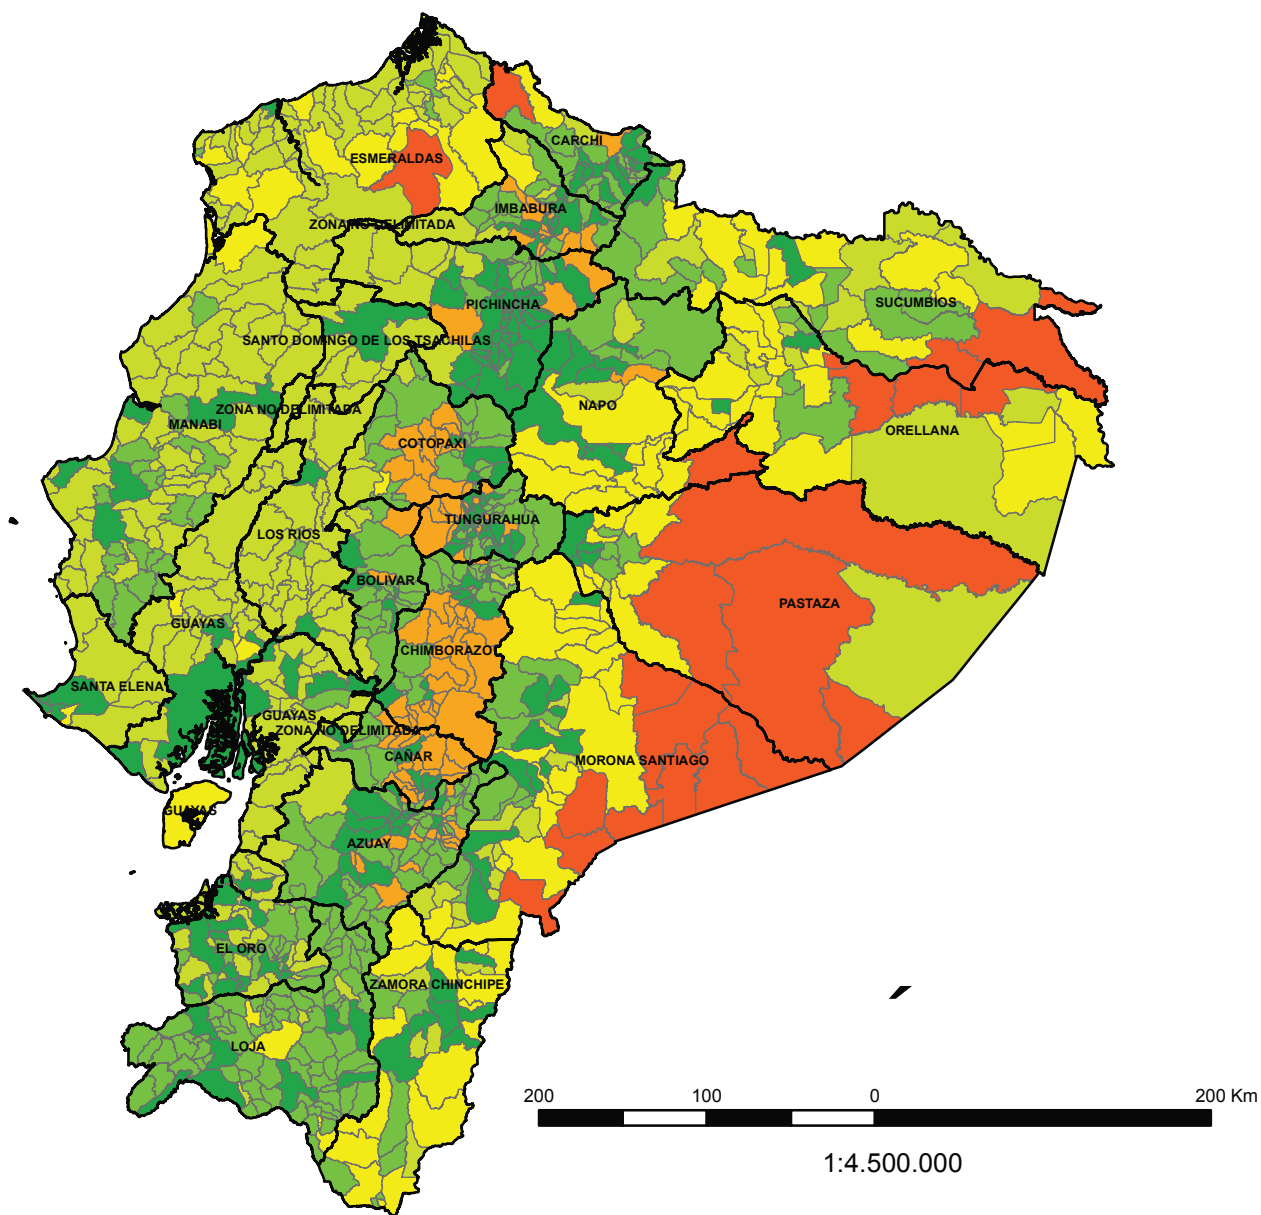 CARCHI
ESMERALDAS
IMBABURA
ZONA NO DELIMITADA
SUCUMBIOS
PICHINCHA
SANTO DOMINGO DE LOS TSACHILAS
NAPO
ZONA NO DELIMITADA
MANABI
ORELLANA
COTOPAXI
TUNGURAHUA
LOS RIOS
BOLIVAR
PASTAZA
GUAYAS
CHIMBORAZO
SANTA ELENA
GUAYAS
ZONA NO DELIMITADA
CAÑAR
MORONA SANTIAGO
GUAYAS
AZUAY
EL ORO
ZAMORA CHINCHIPE
LOJA
200 100 0 200 Km
1:4.500.000